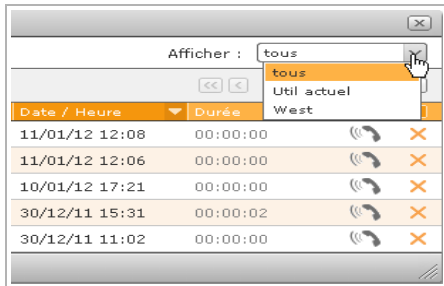 Afficher : tous
tous
Util actuel
West
<< <
Date / Heure Durée
11/01/12 12:08 00:00:00
11/01/12 12:06 00:00:00
10/01/12 17:21 00:00:00
30/12/11 15:31 00:00:02
30/12/11 11:02 00:00:00